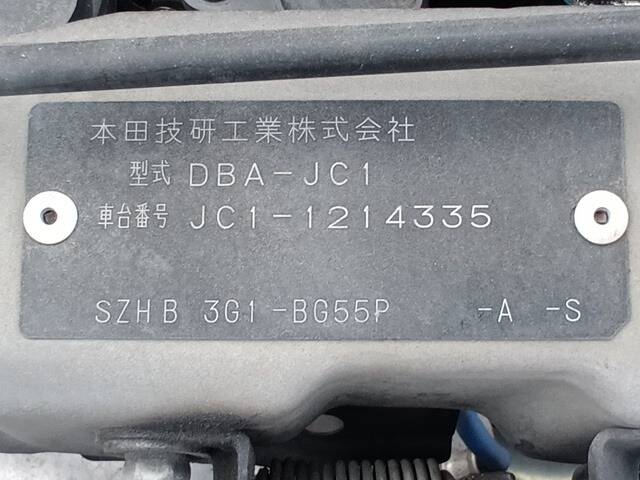 本田技研工業株式会社
型式 DBA-JC1
車台番号 JC1-1214335
SZHB 3G1-BG55P -A -S